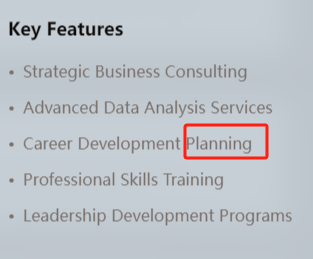 Key Features
• Strategic Business Consulting
• Advanced Data Analysis Services
• Career Development Planning
• Professional Skills Training
• Leadership Development Programs